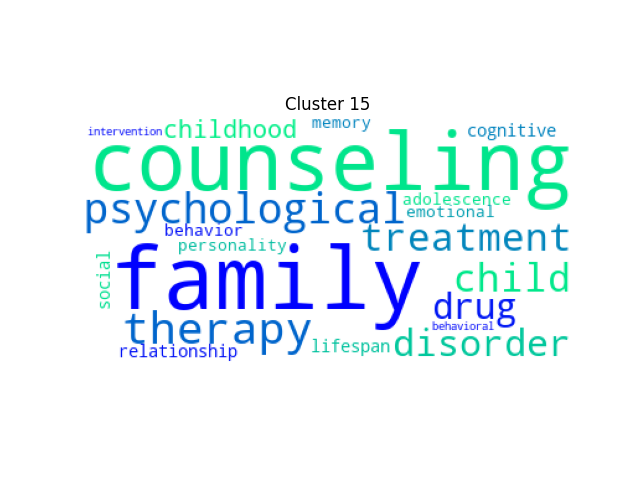 Cluster 15
intervention childhood memory cognitive
counseling
psychological adolescence
emotional
behavior treatment
personality
social family child
drug
therapy behavioral
relationship lifespan disorder